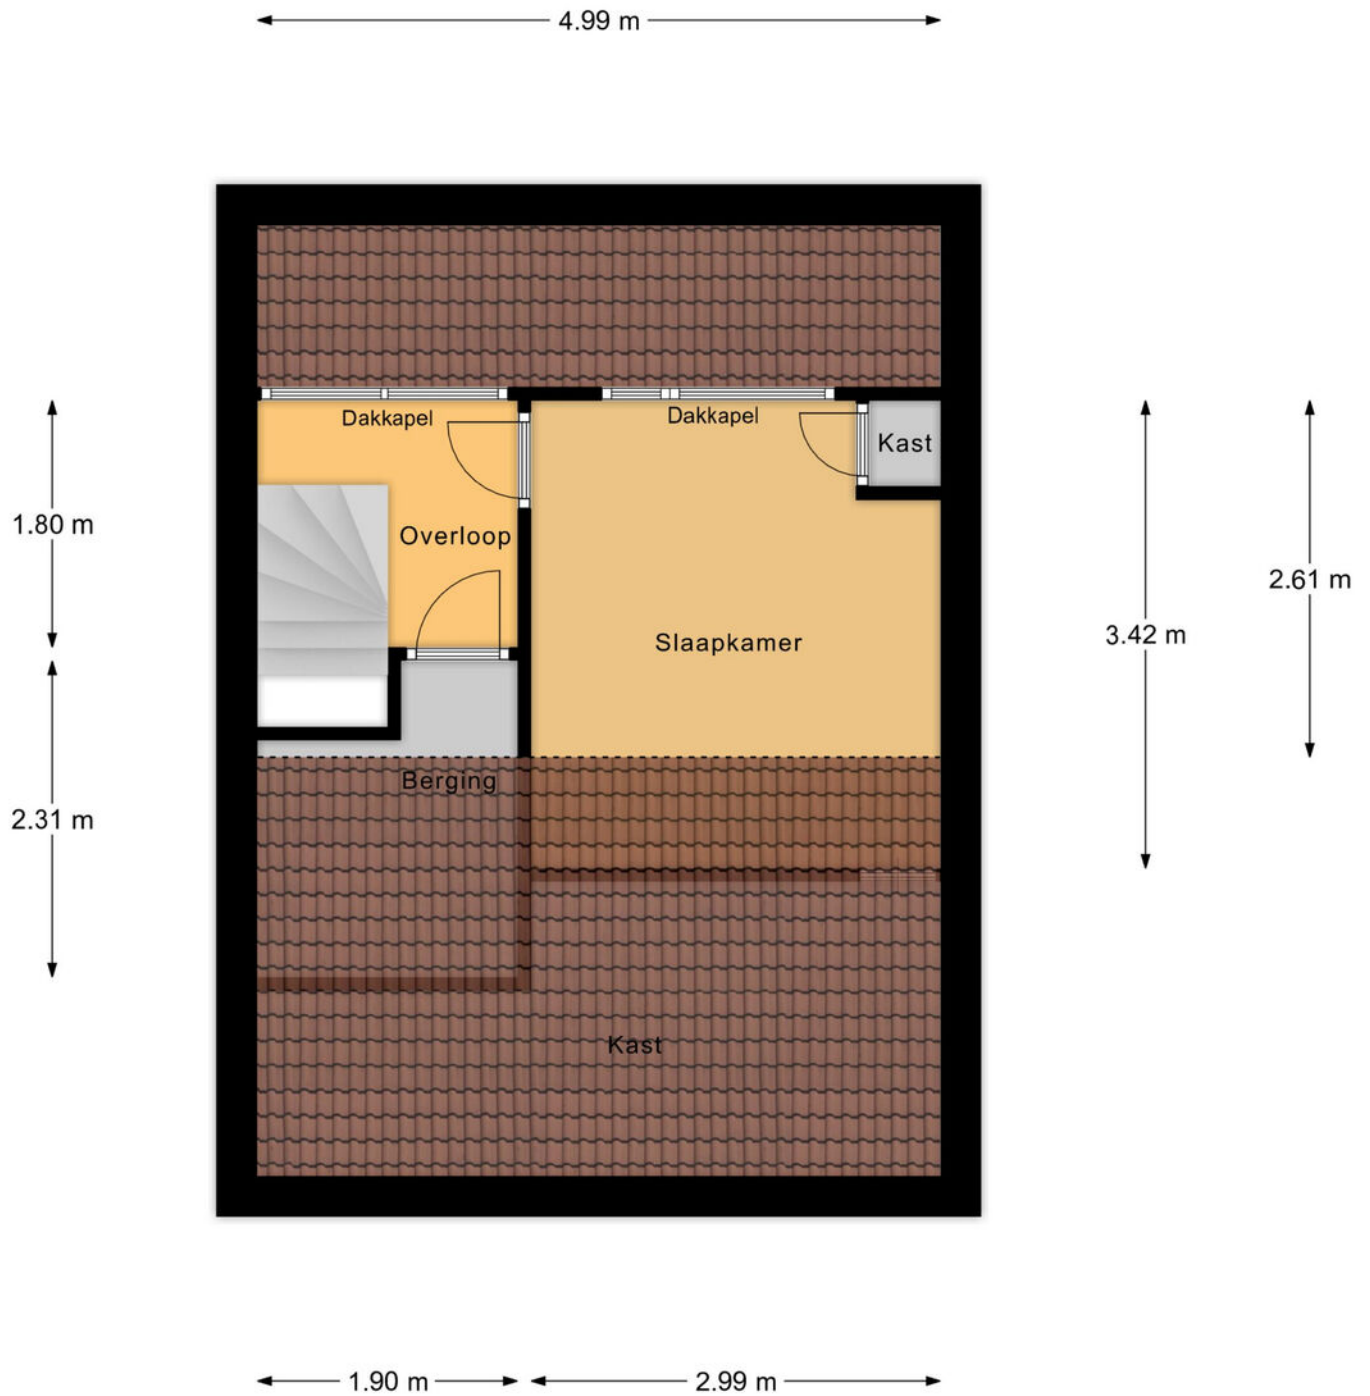 4.99 m
Dakkapel
Dakkapel
Kast
1.80 m
Overloop
2.61 m
3.42 m
Slaapkamer
Berging
2.31 m
Kast
1.90 m
2.99 m